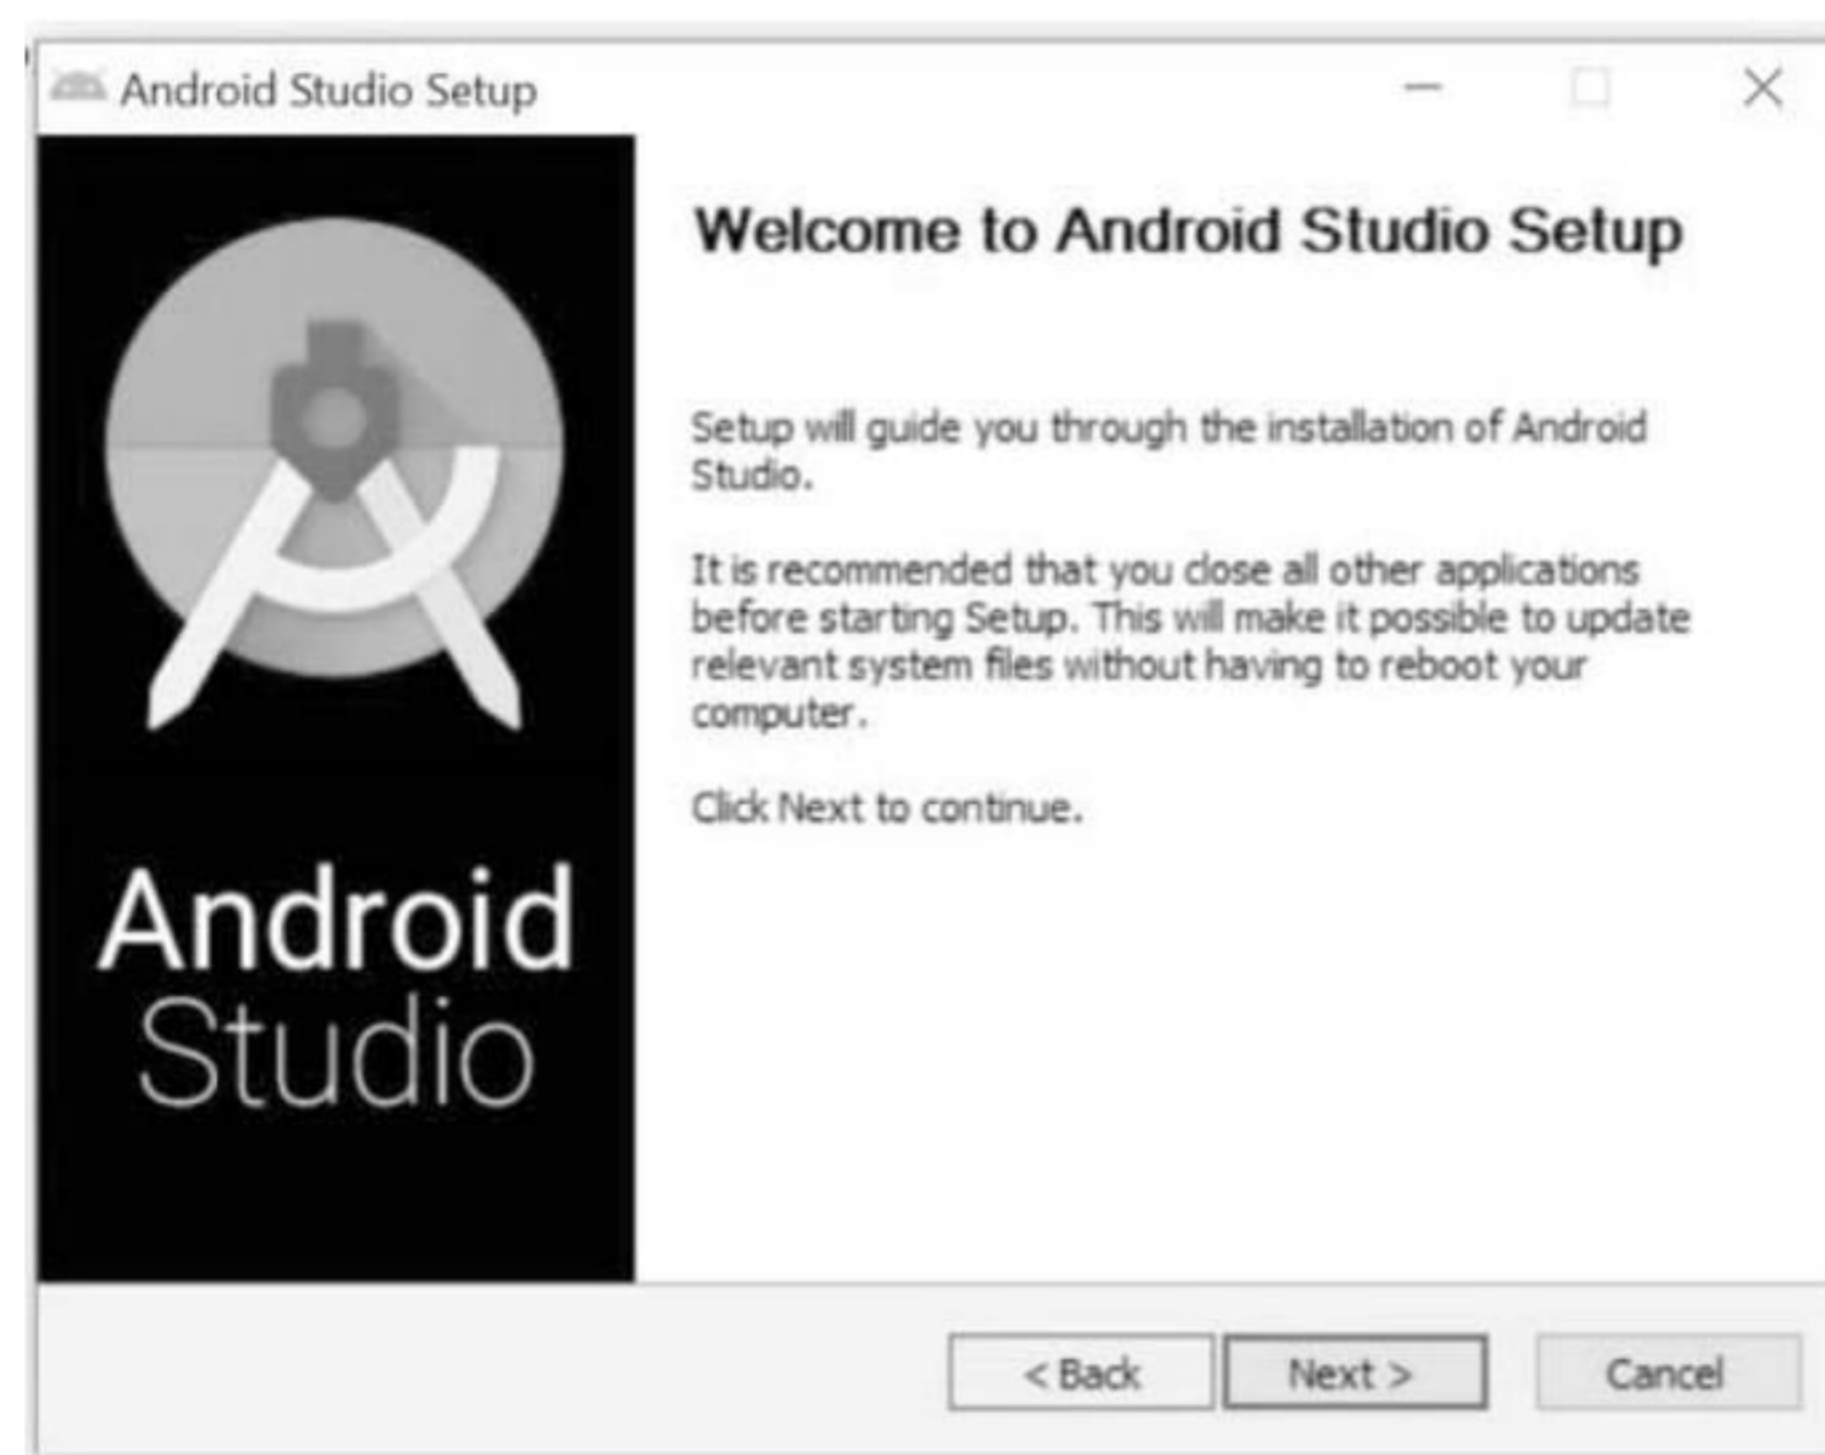 Android Studio Setup
Welcome to Android Studio Setup
Setup will guide you through the installation of Android
Studio.
It is recommended that you close all other applications
before starting Setup. This will make it possible to update
relevant system files without having to reboot your
computer.
Click Next to continue.
Android
Studio
< Back
Next >
Cancel